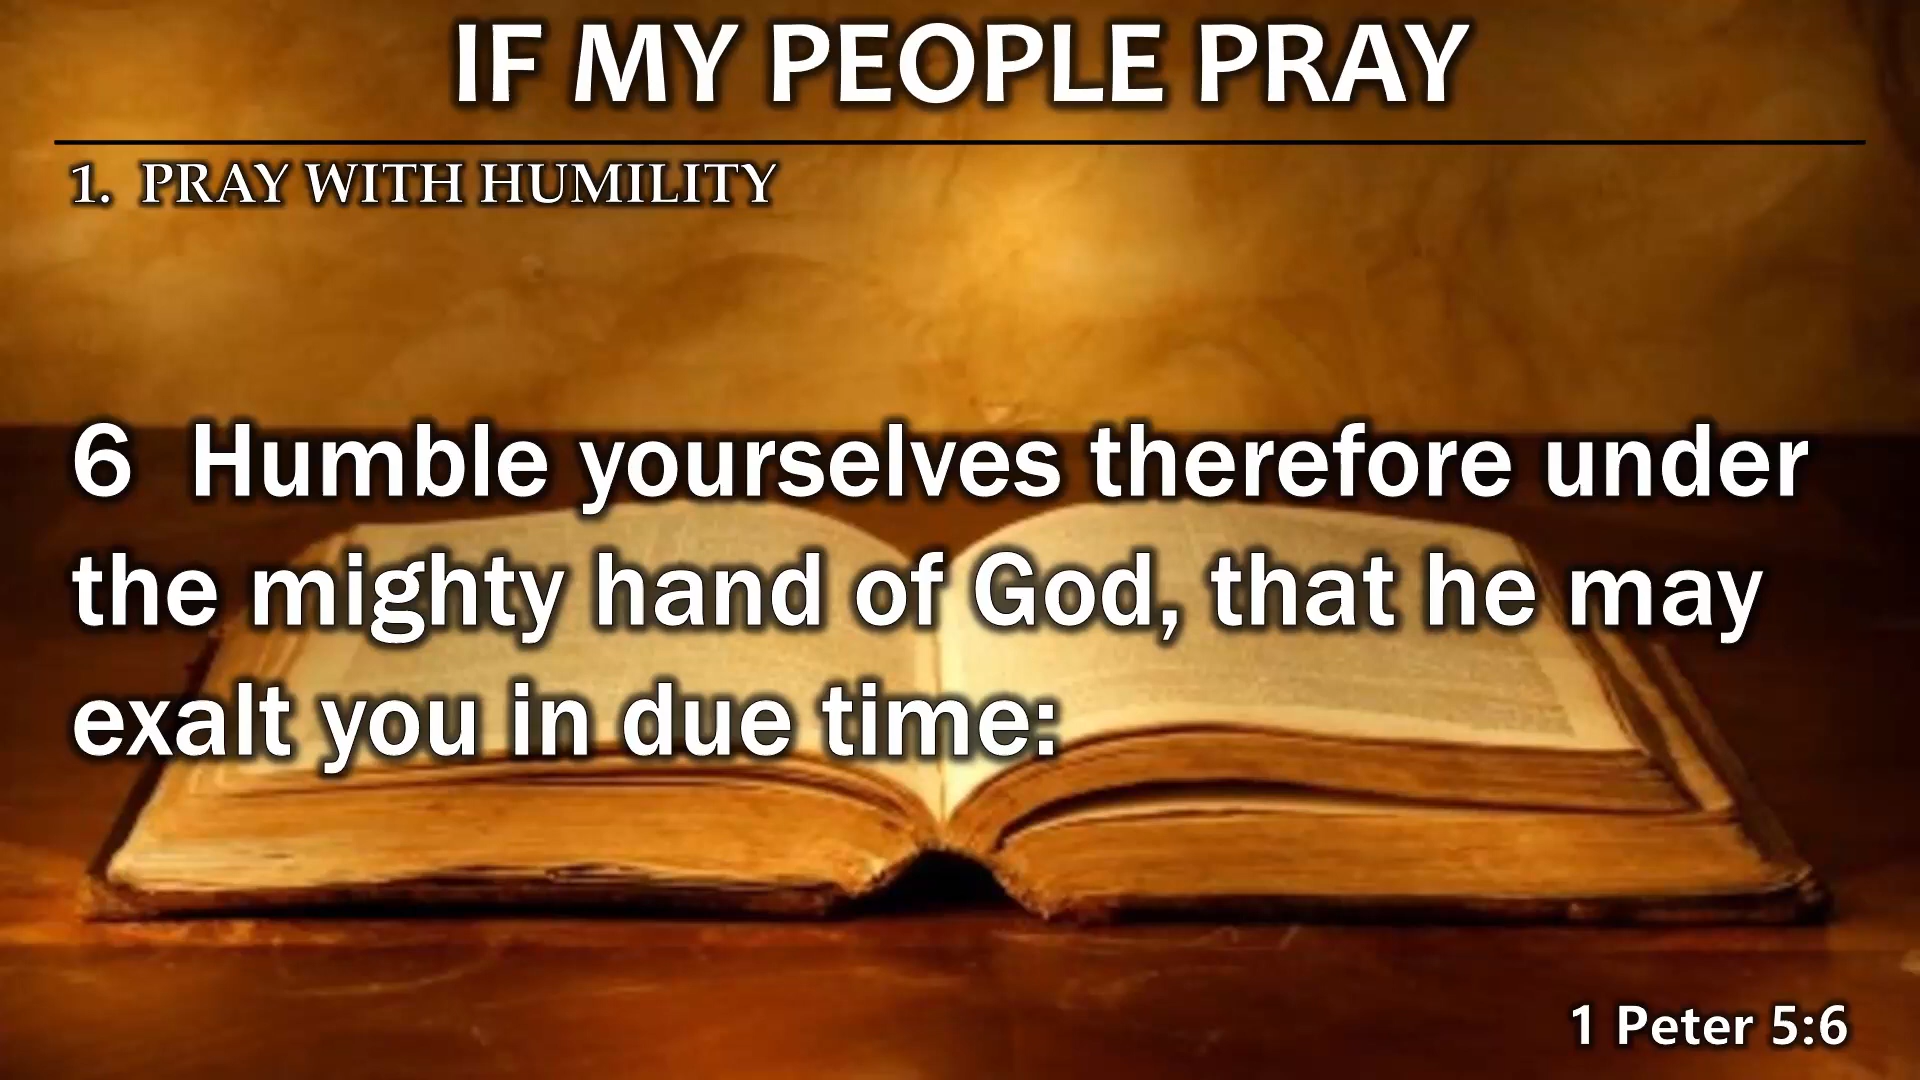 IF MY PEOPLE PRAY
1. PRAY WITH HUMILITY
6 Humble yourselves therefore under
the mighty hand of God, that he may
exalt you in due time:
1 Peter 5:6